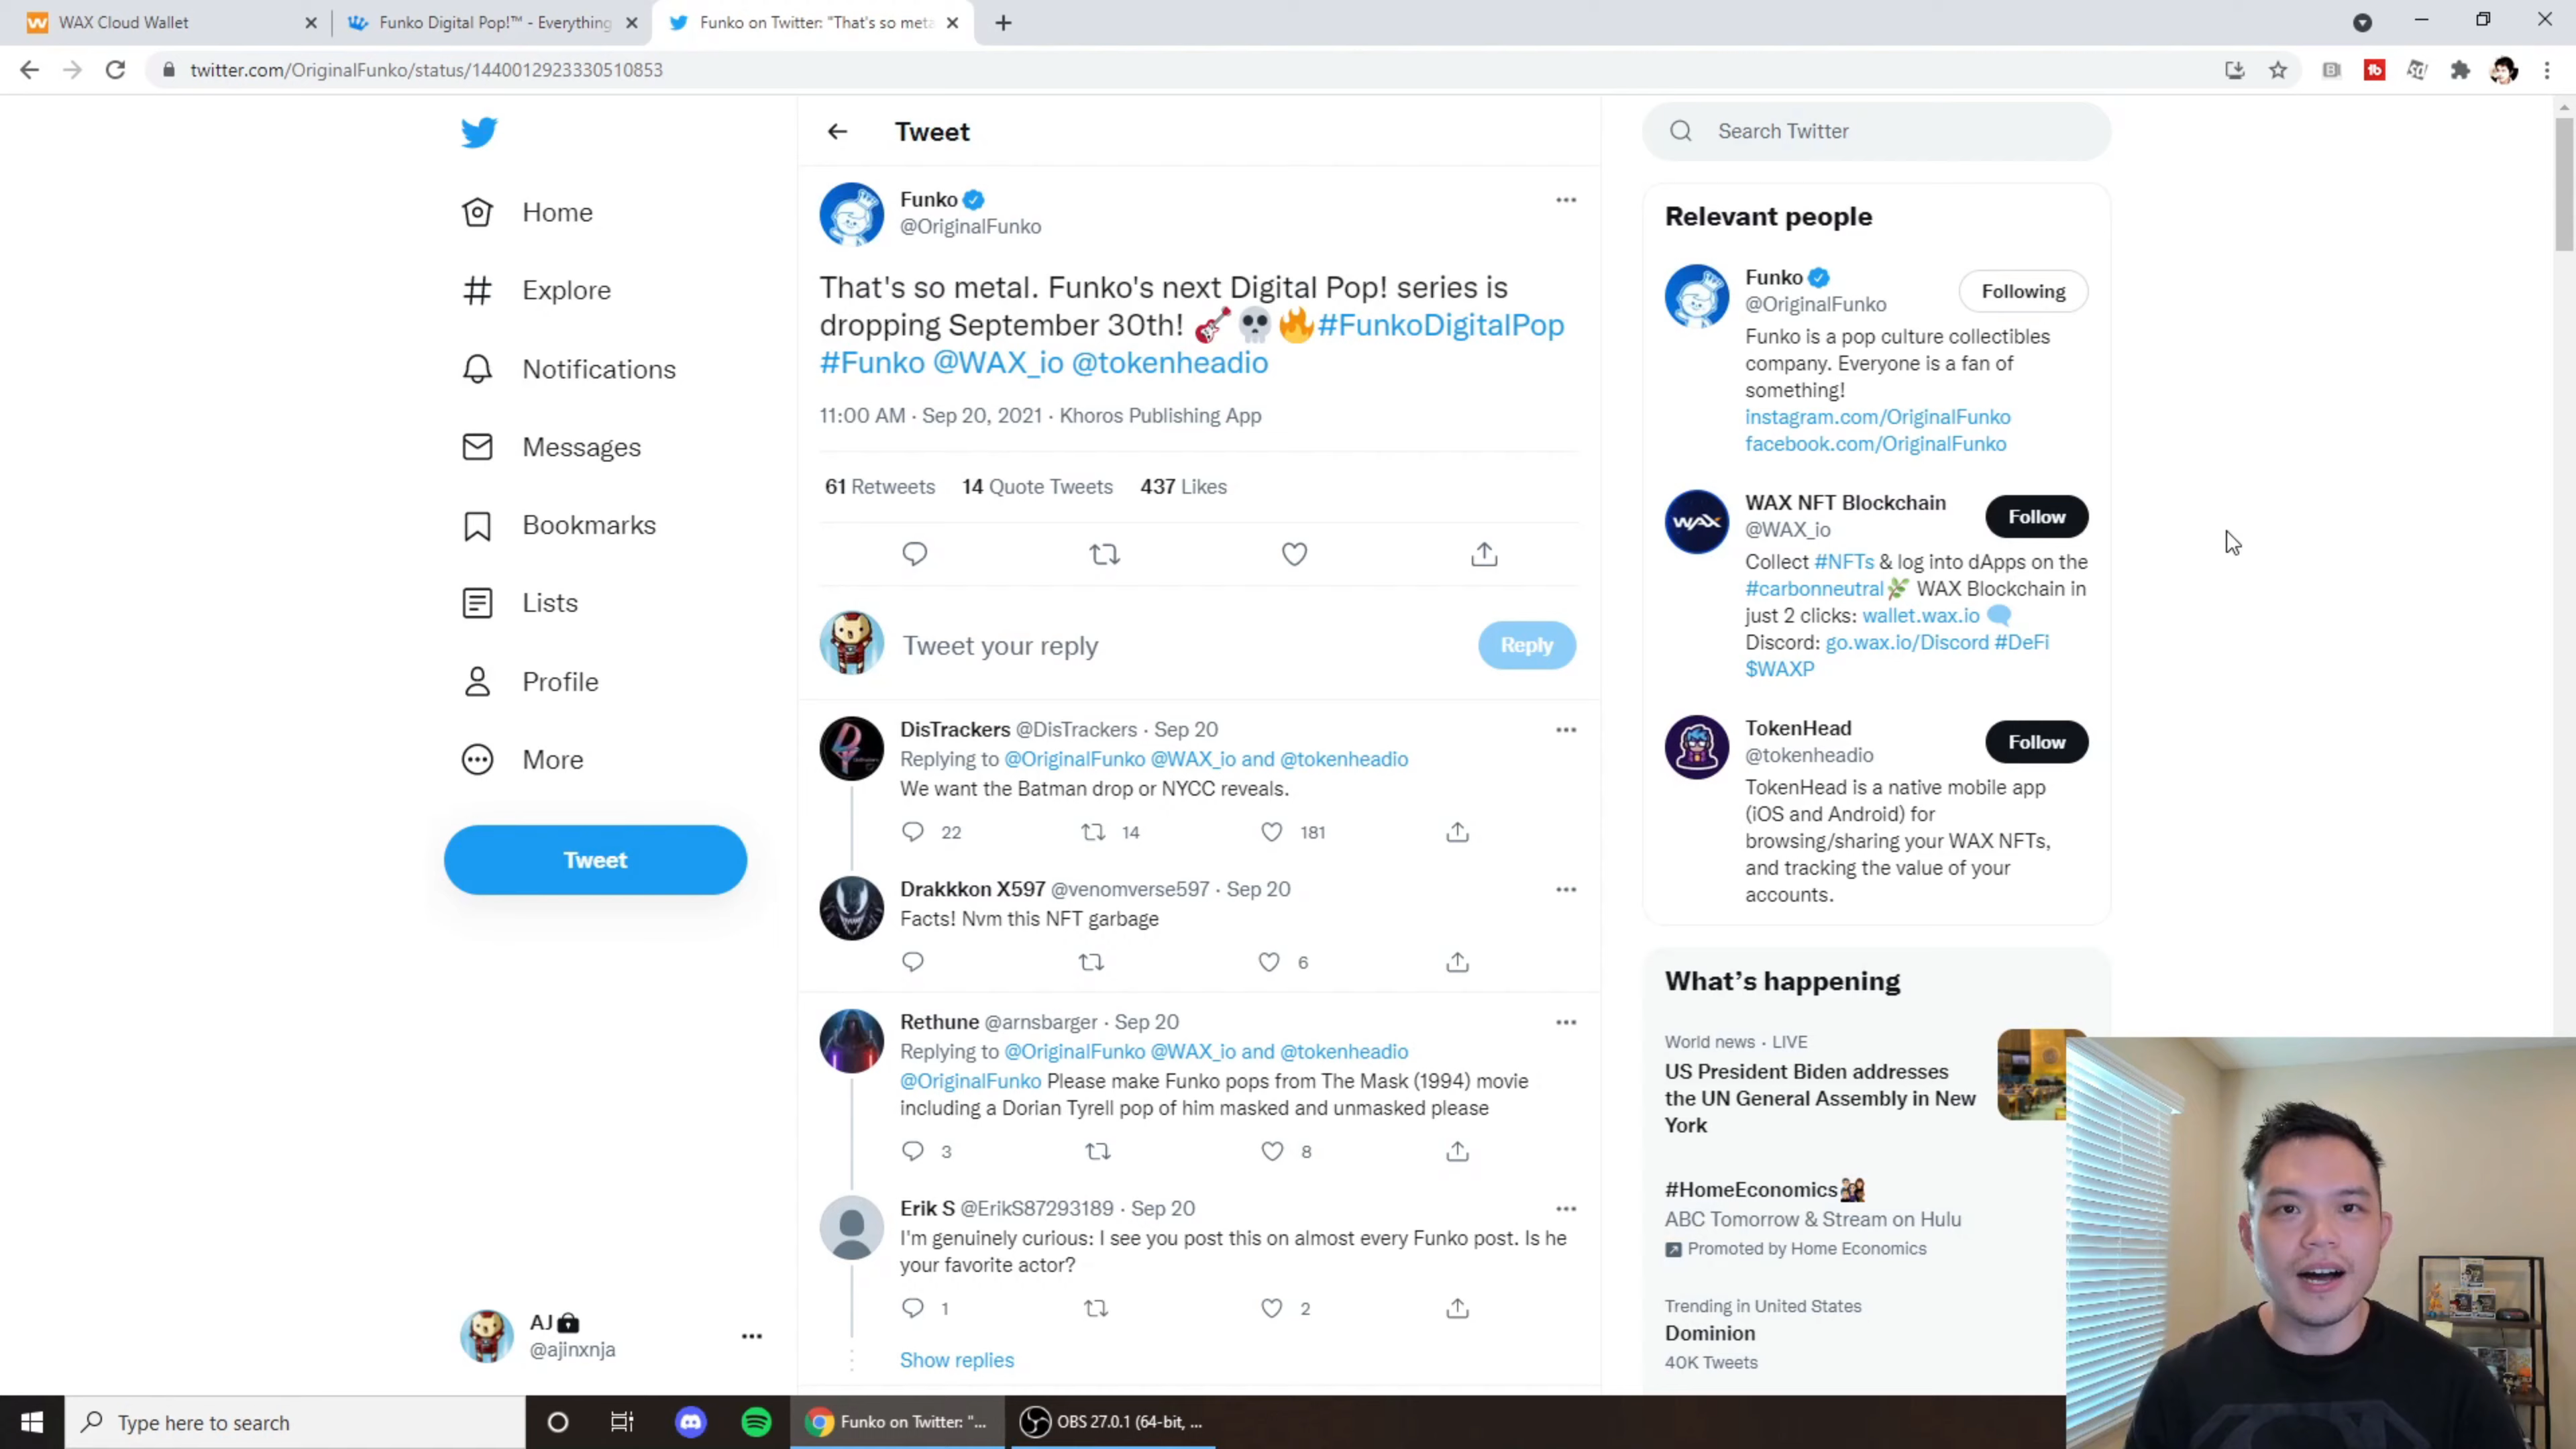 WAX Cloud Wallet
Funko Digital Pop!™ - Everything
Funko on Twitter: "That's so meta
twitter.com/OriginalFunko/status/1440012923330510853
Home
Explore
Notifications
Messages
Bookmarks
Lists
Profile
More
Tweet
AJ
@ajinxnja
Tweet
Funko
@OriginalFunko
That's so metal. Funko's next Digital Pop! series is
dropping September 30th! 🎸💀🔥#FunkoDigitalPop
#Funko @WAX_io @tokenheadio
11:00 AM · Sep 20, 2021 · Khoros Publishing App
61 Retweets 14 Quote Tweets 437 Likes
Tweet your reply
Reply
DisTrackers @DisTrackers · Sep 20
Replying to @OriginalFunko @WAX_io and @tokenheadio
We want the Batman drop or NYCC reveals.
22 14 181
Drakkkon X597 @venomverse597 · Sep 20
Facts! Nvm this NFT garbage
6
Rethune @arnsbarger · Sep 20
Replying to @OriginalFunko @WAX_io and @tokenheadio
@OriginalFunko Please make Funko pops from The Mask (1994) movie
including a Dorian Tyrell pop of him masked and unmasked please
3 8
Erik S @ErikS87293189 · Sep 20
I'm genuinely curious: I see you post this on almost every Funko post. Is he
your favorite actor?
1 2
Show replies
Search Twitter
Relevant people
Funko
@OriginalFunko
Following
Funko is a pop culture collectibles
company. Everyone is a fan of
something!
instagram.com/OriginalFunko
facebook.com/OriginalFunko
WAX
WAX NFT Blockchain
@WAX_io
Follow
Collect #NFTs & log into dApps on the
#carbonneutral🌿 WAX Blockchain in
just 2 clicks: wallet.wax.io 🗨
Discord: go.wax.io/Discord #DeFi
$WAXP
TokenHead
@tokenheadio
Follow
TokenHead is a native mobile app
(iOS and Android) for
browsing/sharing your WAX NFTs,
and tracking the value of your
accounts.
What's happening
World news · LIVE
US President Biden addresses
the UN General Assembly in New
York
#HomeEconomics
ABC Tomorrow & Stream on Hulu
Promoted by Home Economics
Trending in United States
Dominion
40K Tweets
Type here to search
Funko on Twitter: "...
OBS 27.0.1 (64-bit, ...